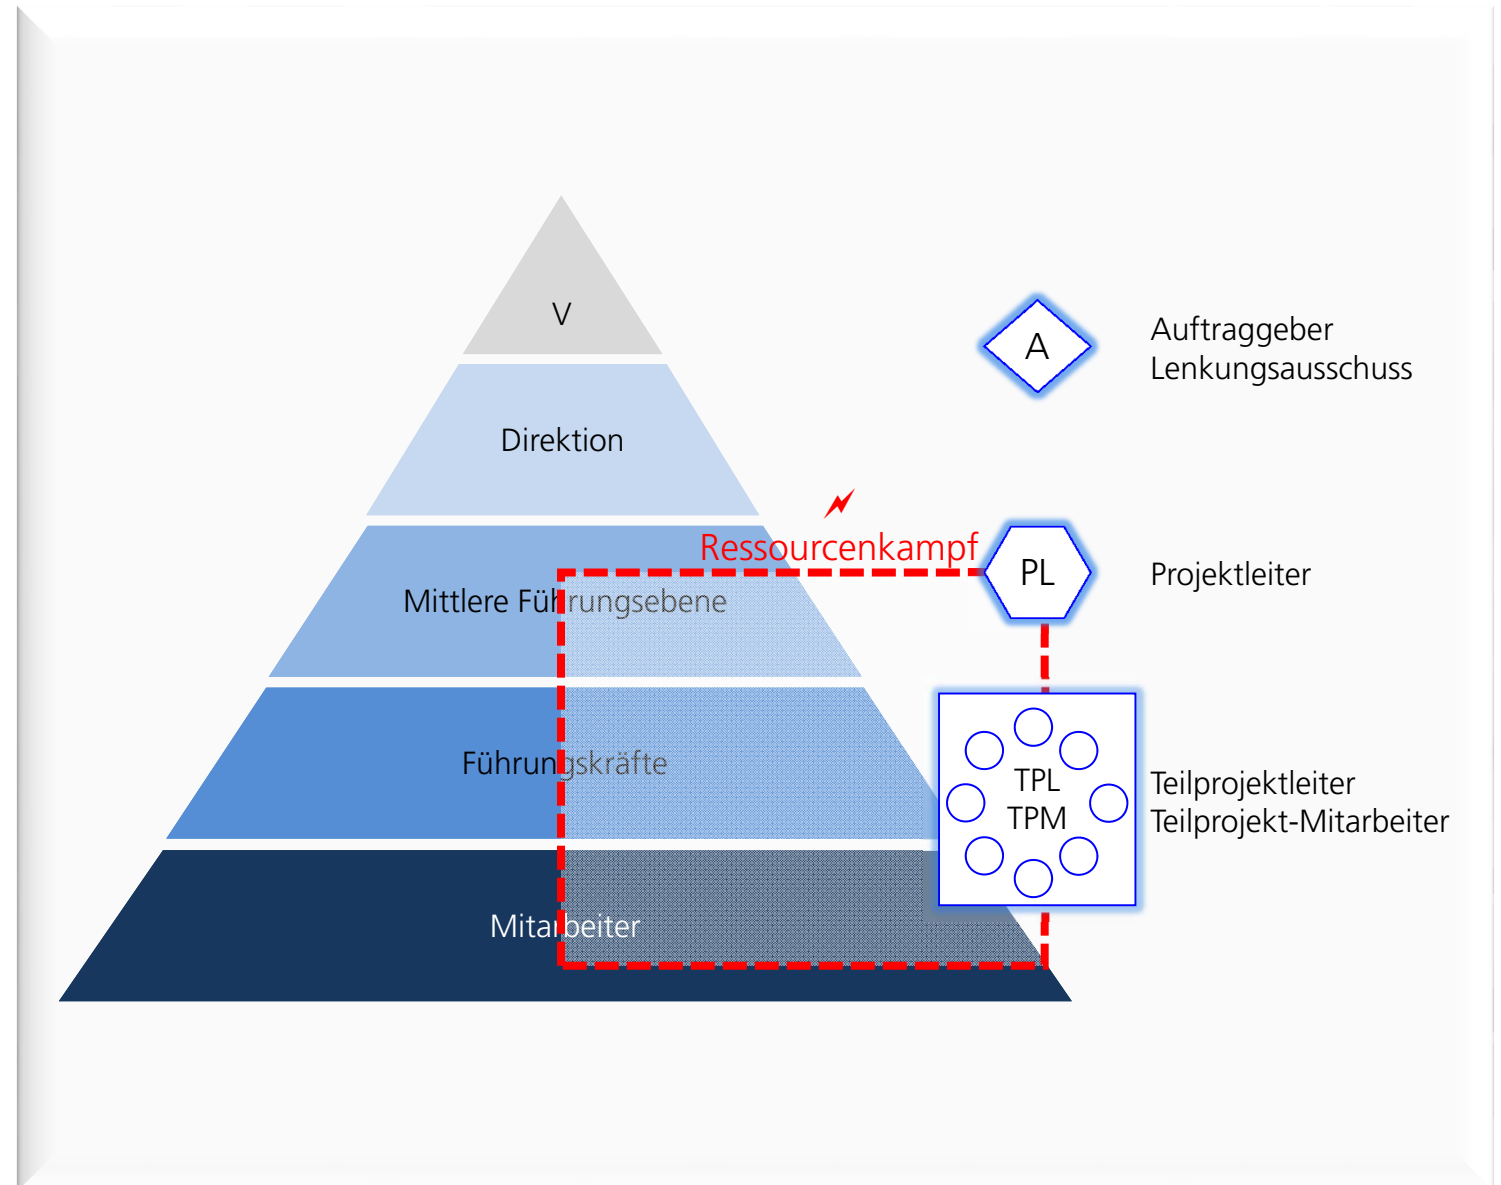 V
A
Auftraggeber
Lenkungsausschuss
Direktion
Ressourcenkampf
PL
Projektleiter
Mittlere Führungsebene
Führungskräfte
TPL
TPM
Teilprojektleiter
Teilprojekt-Mitarbeiter
Mitarbeiter